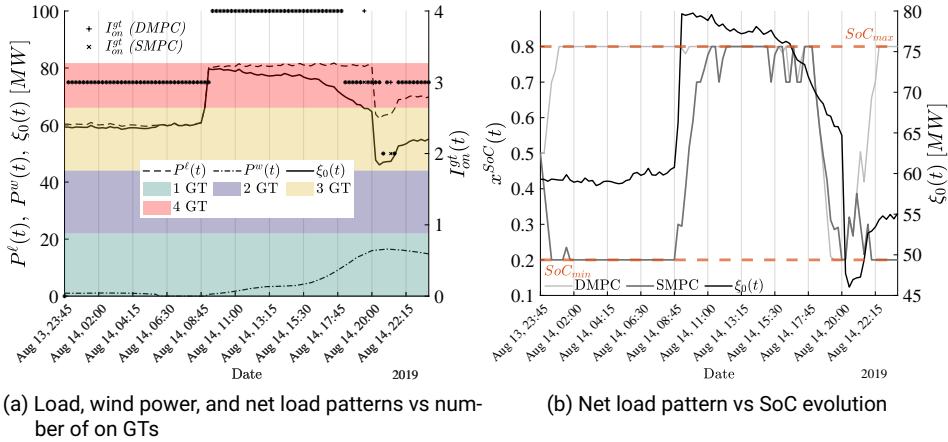 100
80
60
40
20
0
P^ℓ(t), P^w(t), ξ_0(t) [MW]
+ I_on^gt (DMPC)
× I_on^gt (SMPC)
P^ℓ(t) P^w(t) ξ_0(t)
1 GT 2 GT 3 GT
4 GT
4
3
2
1
0
I_on^gt(t)
Aug 13, 23:45
Aug 14, 02:00
Aug 14, 04:15
Aug 14, 06:30
Aug 14, 08:45
Aug 14, 11:00
Aug 14, 13:15
Aug 14, 15:30
Aug 14, 17:45
Aug 14, 20:00
Aug 14, 22:15
Date
2019
(a) Load, wind power, and net load patterns vs num-
ber of on GTs
0.8
0.7
0.6
0.5
0.4
0.3
0.2
0.1
x^SoC(t)
SoC_max
SoC_min
DMPC SMPC ξ_0(t)
80
75
70
65
60
55
50
45
ξ_0(t) [MW]
Aug 13, 23:45
Aug 14, 02:00
Aug 14, 04:15
Aug 14, 06:30
Aug 14, 08:45
Aug 14, 11:00
Aug 14, 13:15
Aug 14, 15:30
Aug 14, 17:45
Aug 14, 20:00
Aug 14, 22:15
Date
2019
(b) Net load pattern vs SoC evolution